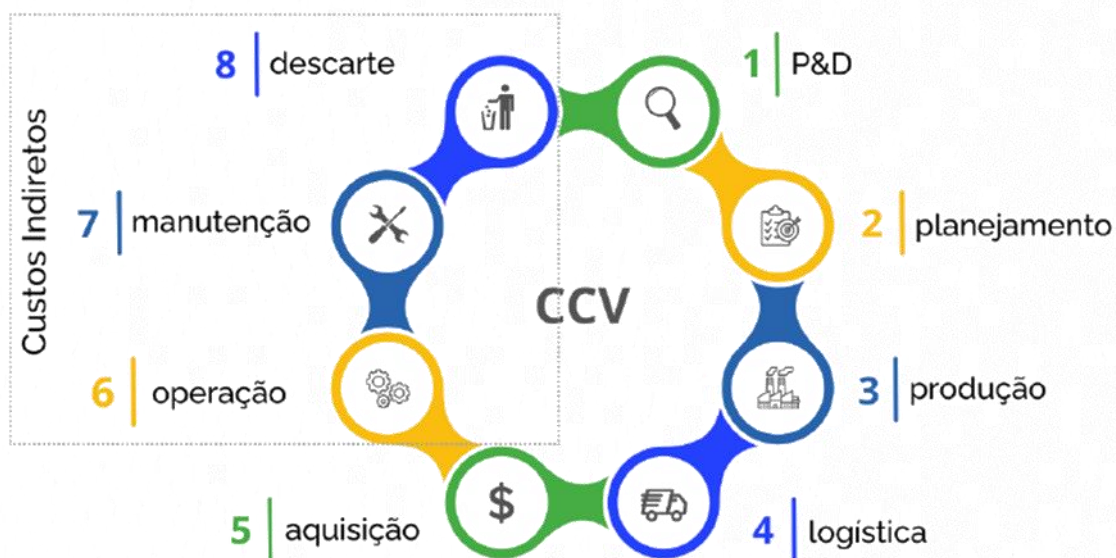 8 descarte
1 P&D
Custos Indiretos
7 manutenção
2 planejamento
CCV
6 operação
3 produção
$
5 aquisição
4 logística